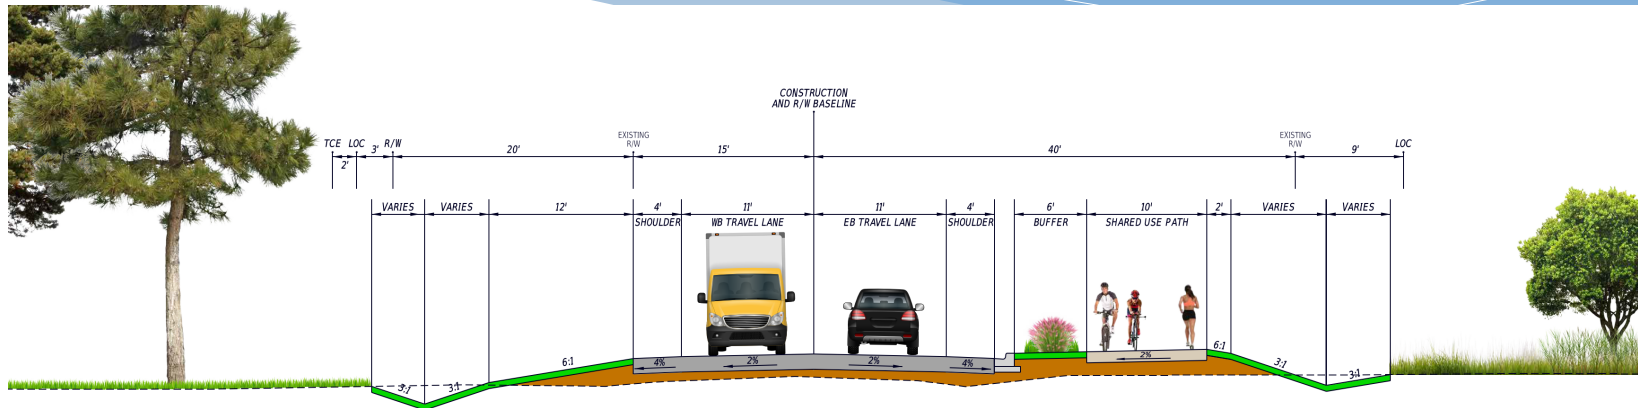 CONSTRUCTION
AND R/W BASELINE
TCE LOC 3' R/W 20' EXISTING
R/W 15' 40' EXISTING
R/W 9' LOC
2'
VARIES VARIES 12' 4' 11' 11' 4' 6' 10' 2' VARIES VARIES
SHOULDER WB TRAVEL LANE EB TRAVEL LANE SHOULDER BUFFER SHARED USE PATH
3:1 3:1 6:1 4% 2% 2% 4% 2% 6:1 3:1 3:1